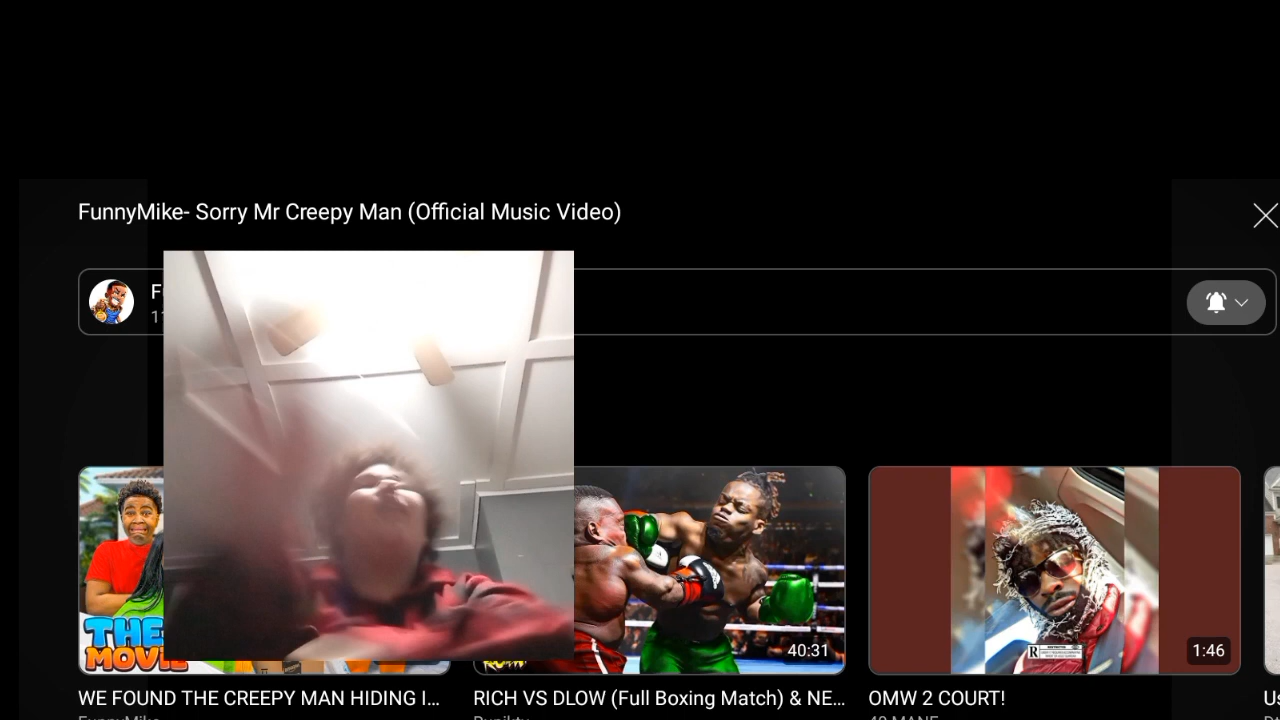 FunnyMike- Sorry Mr Creepy Man (Official Music Video)
THE
MOVIE
40:31
R
1:46
WE FOUND THE CREEPY MAN HIDING I...
RICH VS DLOW (Full Boxing Match) & NE...
OMW 2 COURT!